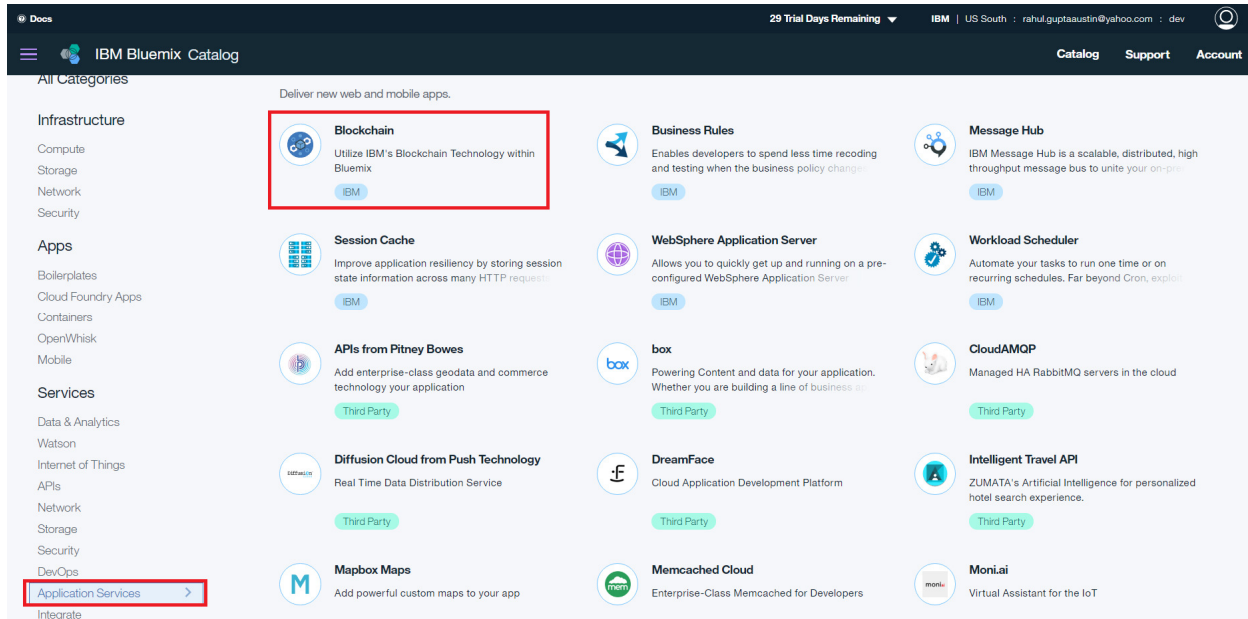 Docs
29 Trial Days Remaining
IBM | US South : rahul.guptaaustin@yahoo.com : dev
IBM Bluemix Catalog
Catalog
Support
Account
All Categories
Infrastructure
Compute
Storage
Network
Security
Apps
Boilerplates
Cloud Foundry Apps
Containers
OpenWhisk
Mobile
Services
Data & Analytics
Watson
Internet of Things
APIs
Network
Storage
Security
DevOps
Application Services
Integrate
Deliver new web and mobile apps.
Blockchain
Utilize IBM's Blockchain Technology within
Bluemix
IBM
Business Rules
Enables developers to spend less time recoding
and testing when the business policy changes
IBM
Message Hub
IBM Message Hub is a scalable, distributed, high
throughput message bus to unite your on-pre
IBM
Session Cache
Improve application resiliency by storing session
state information across many HTTP requests
IBM
WebSphere Application Server
Allows you to quickly get up and running on a pre-
configured WebSphere Application Server
IBM
Workload Scheduler
Automate your tasks to run one time or on
recurring schedules. Far beyond Cron, exploit
IBM
APIs from Pitney Bowes
Add enterprise-class geodata and commerce
technology your application
Third Party
box
box
Powering Content and data for your application.
Whether you are building a line of business
Third Party
CloudAMQP
Managed HA RabbitMQ servers in the cloud
Third Party
Diffusion
Diffusion Cloud from Push Technology
Real Time Data Distribution Service
Third Party
DreamFace
Cloud Application Development Platform
Third Party
Intelligent Travel API
ZUMATA's Artificial Intelligence for personalized
hotel search experience.
Third Party
M
Mapbox Maps
Add powerful custom maps to your app
mem
Memcached Cloud
Enterprise-Class Memcached for Developers
moni.ai
Moni.ai
Virtual Assistant for the IoT